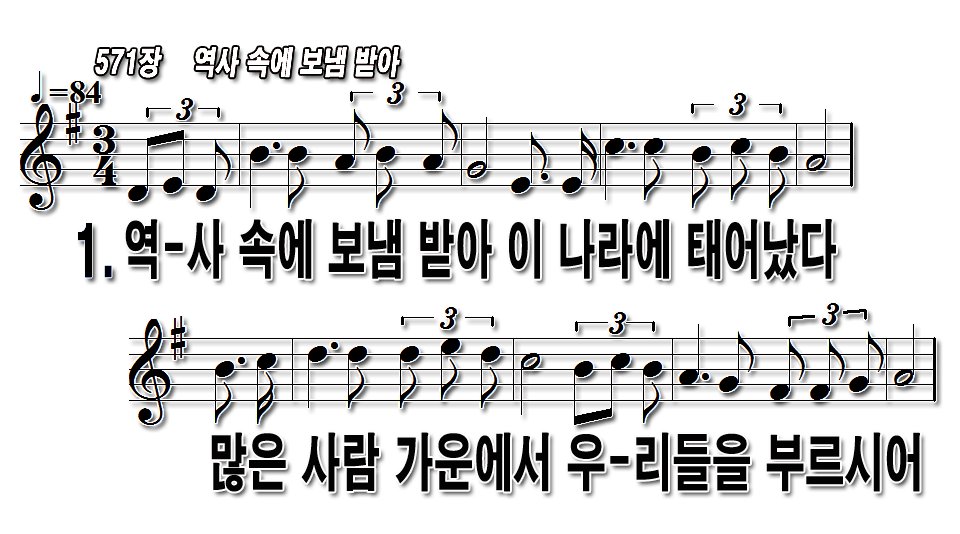 571장 역사 속에 보냄 받아
♩=84
3 3 3
3
4
1. 역-사 속에 보냄 받아 이 나라에 태어났다
3 3 3
많은 사람 가운에서 우-리들을 부르시어